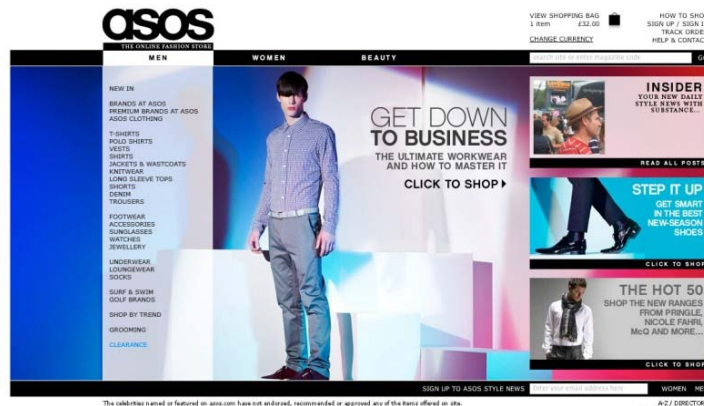 asos
THE ONLINE FASHION STORE
VIEW SHOPPING BAG
1 item £32.00
CHANGE CURRENCY
HOW TO SHO
SIGN UP / SIGN I
TRACK ORDE
HELP & CONTAC
MEN
WOMEN
BEAUTY
search site or enter magazine code
NEW IN
BRANDS AT ASOS
PREMIUM BRANDS AT ASOS
ASOS CLOTHING
T-SHIRTS
POLO SHIRTS
VESTS
SHIRTS
JACKETS & WASTCOATS
KNITWEAR
LONG SLEEVE TOPS
SHORTS
DENIM
TROUSERS
FOOTWEAR
ACCESSORIES
SUNGLASSES
WATCHES
JEWELLERY
UNDERWEAR
LOUNGEWEAR
SOCKS
SURF & SWIM
GOLF BRANDS
SHOP BY TREND
GROOMING
CLEARANCE
GET DOWN
TO BUSINESS
THE ULTIMATE WORKWEAR
AND HOW TO MASTER IT
CLICK TO SHOP
INSIDER
YOUR NEW DAILY
STYLE NEWS WITH
SUBSTANCE...
READ ALL POSTS
STEP IT UP
GET SMART
IN THE BEST
NEW-SEASON
SHOES
CLICK TO SHOP
THE HOT 50
SHOP THE NEW RANGES
FROM PRINGLE,
NICOLE FAHRI,
McQ AND MORE...
CLICK TO SHOP
SIGN UP TO ASOS STYLE NEWS
Enter your email address here
WOMEN ME
The celebrities named or featured on asos.com have not endorsed, recommended or approved any of the items offered on site.
A-Z / DIRECTOR